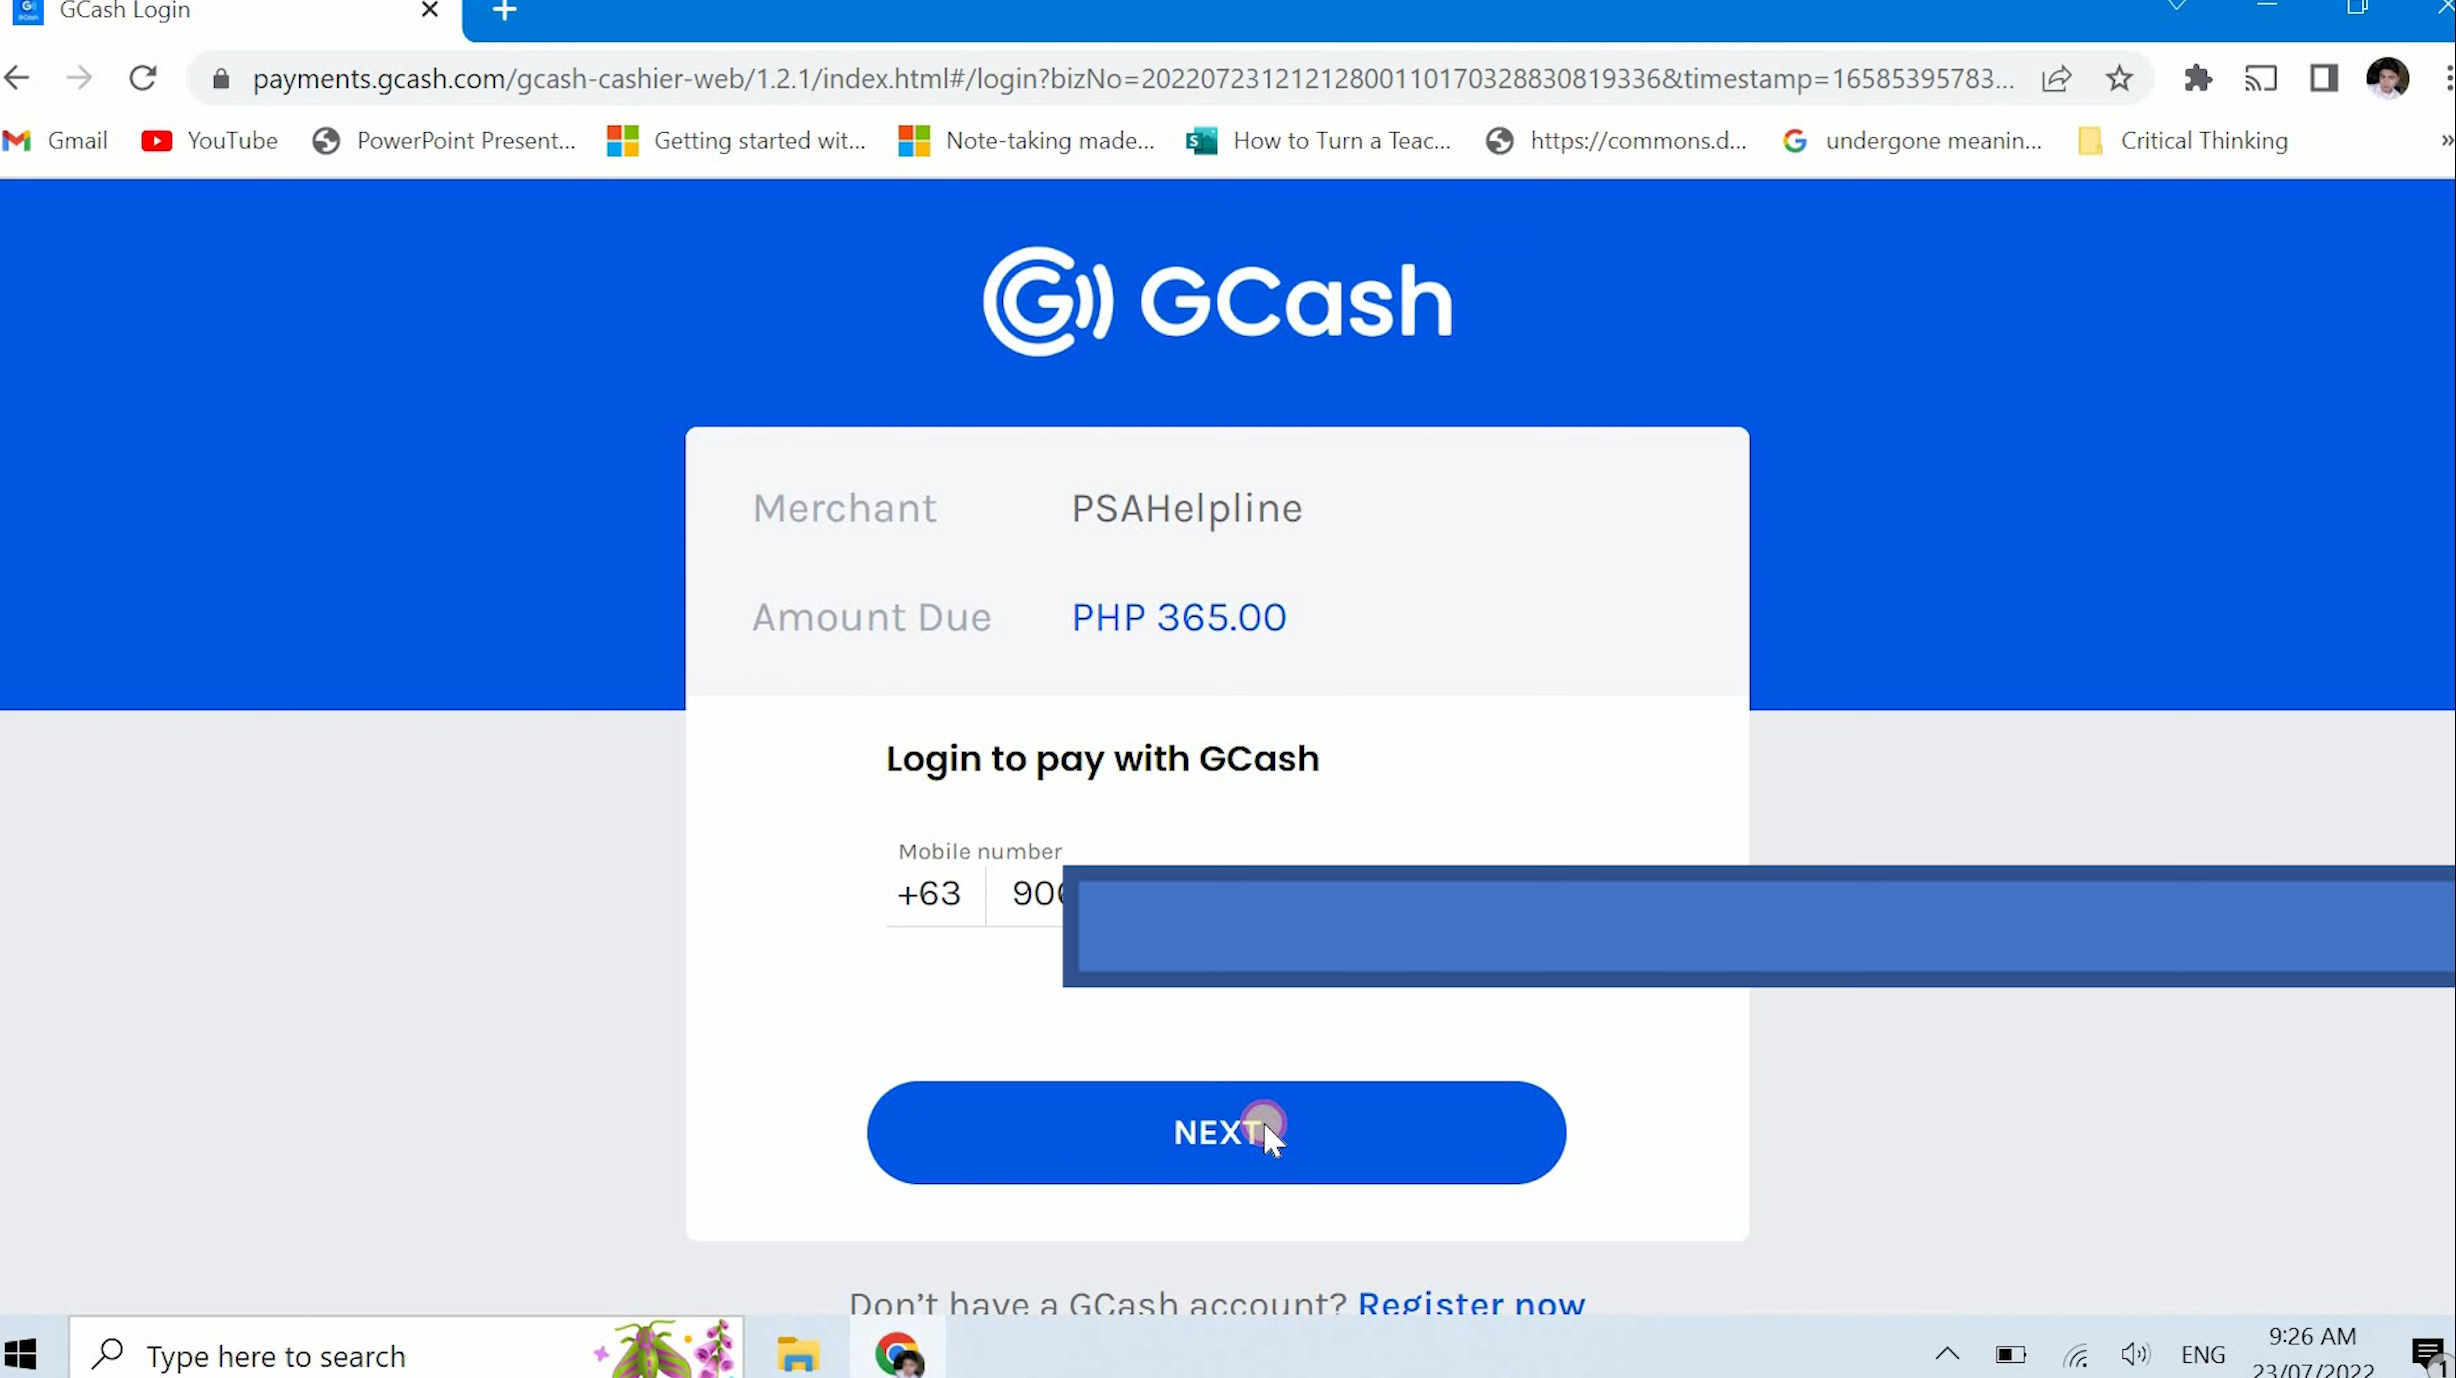 GCash Login
payments.gcash.com/gcash-cashier-web/1.2.1/index.html#/login?bizNo=20220723121212800110170328830819336&timestamp=16585395783...
Gmail YouTube PowerPoint Present... Getting started wit... Note-taking made... How to Turn a Teac... https://commons.d... undergone meanin... Critical Thinking »
GCash
Merchant PSAHelpline
Amount Due PHP 365.00
Login to pay with GCash
Mobile number
+63 906
NEXT
Don't have a GCash account? Register now
Type here to search
ENG
9:26 AM
23/07/2022
1